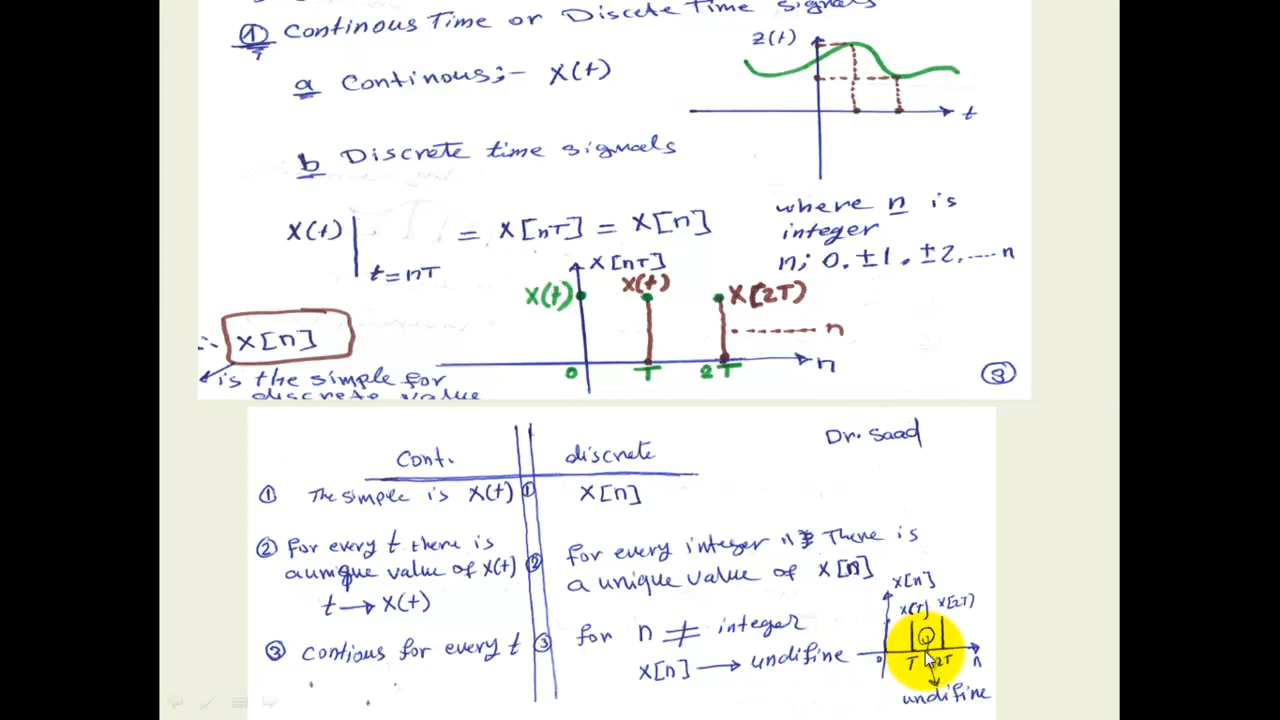 ① Continous Time or Discete Time signals
z(t)
a Continous;- X(t)
t
b Discrete time signals
X(t)|t=nT = X[nT] = X[n]
where n is
integer
n; 0, ±1, ±2, ---- n
X[nT]
X(t) X(t) X(2T)
n
∴ X[n]
0 T 2T n
is the simple for
discrete value
③
Dr. Saad
Cont. discrete
① The simple is X(t) ① X[n]
② for every t there is
a unique value of X(t)
t → X(t)
② for every integer n There is
a unique value of X[n]
③ contious for every t
③ for n ≠ integer
X[n] → undifine
X[n]
X(T) X[2T]
0 T 2T n
undifine